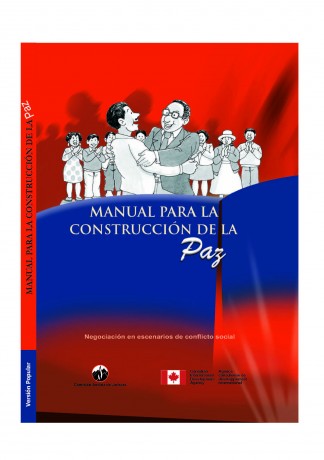 MANUAL PARA LA CONSTRUCCIÓN DE LA Paz
Versión Popular
MANUAL PARA LA
CONSTRUCCIÓN DE LA
Paz
Negociación en escenarios de conflicto social